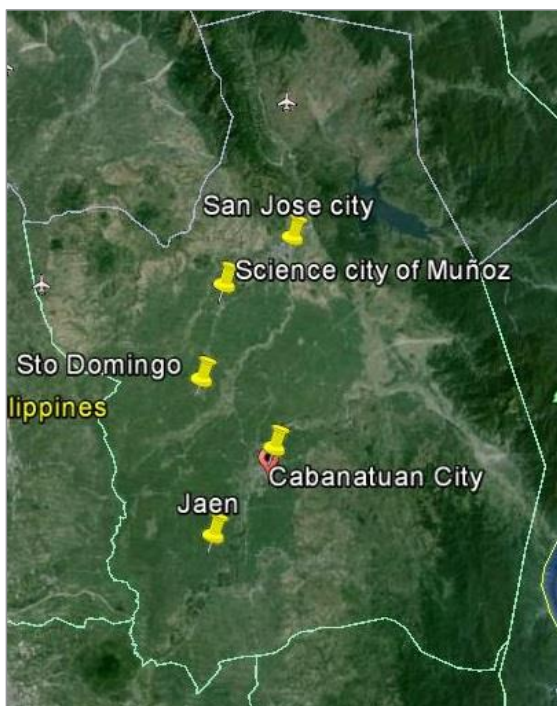 San Jose city
Science city of Muñoz
Sto Domingo
lippines
Cabanatuan City
Jaen